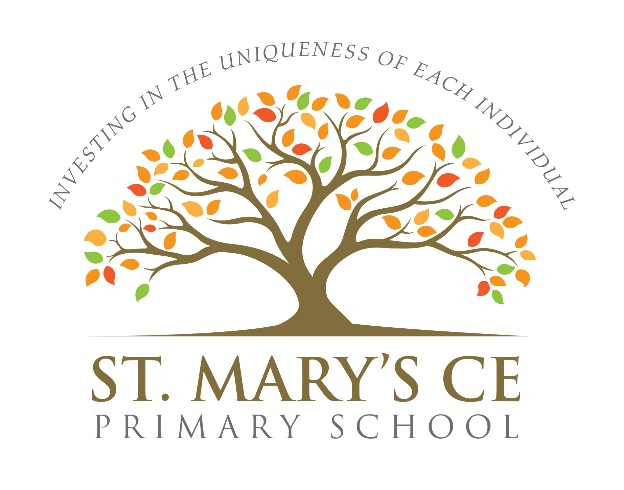 INVESTING IN THE UNIQUENESS OF EACH INDIVIDUAL
ST. MARY'S CE
PRIMARY SCHOOL